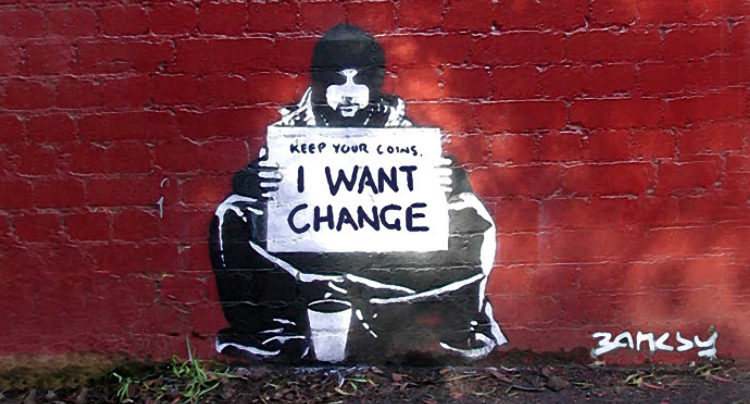 KEEP YOUR COINS.
I WANT
CHANGE
BANKSY